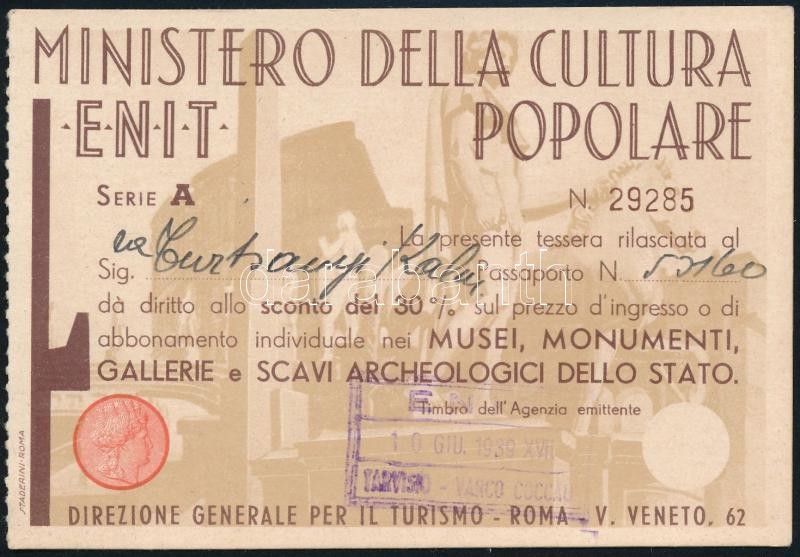 MINISTERO DELLA CULTURA
·E·N·I·T· POPOLARE
SERIE A N. 29285
La presente tessera rilasciata al
Sig. Passaporto N. 53160
dà diritto allo sconto del 30% sul prezzo d'ingresso o di
abbonamento individuale nei MUSEI, MONUMENTI,
GALLERIE e SCAVI ARCHEOLOGICI DELLO STATO.
Timbro dell'Agenzia emittente
10 GIU. 1939 XVII
TARVISIO - VARCO COCCAU
STADERINI-ROMA
DIREZIONE GENERALE PER IL TURISMO - ROMA - V. VENETO, 62
darabanth